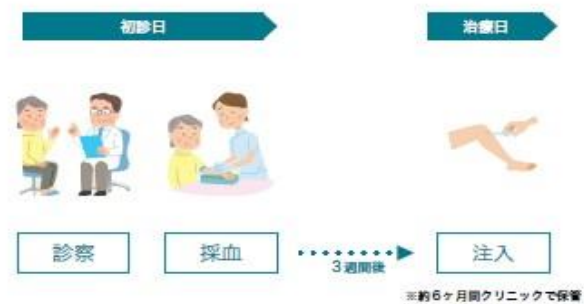 初診日
治療日
診察
採血
3週間後
注入
※約6ヶ月間クリニックで保管